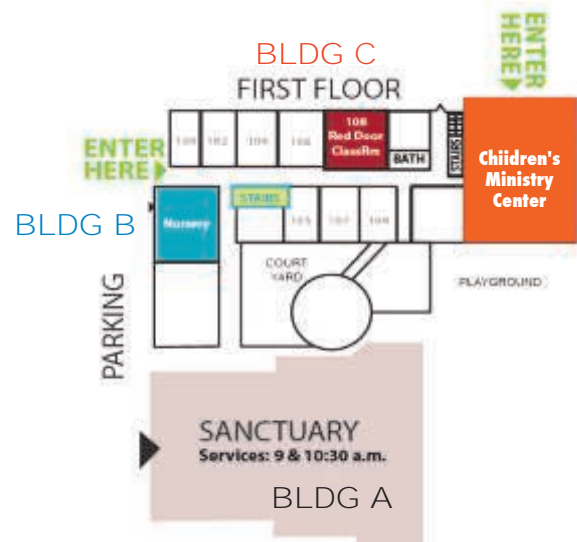 BLDG C
FIRST FLOOR
ENTER
HERE
ENTER
HERE
100 102 104 106
108
Red Door
ClassRm
BATH
STAIRS
Chiidren's
Ministry
Center
BLDG B
Nursery
STAIRS
105 107 109
COURT
YARD
PLAYGROUND
PARKING
SANCTUARY
Services: 9 & 10:30 a.m.
BLDG A